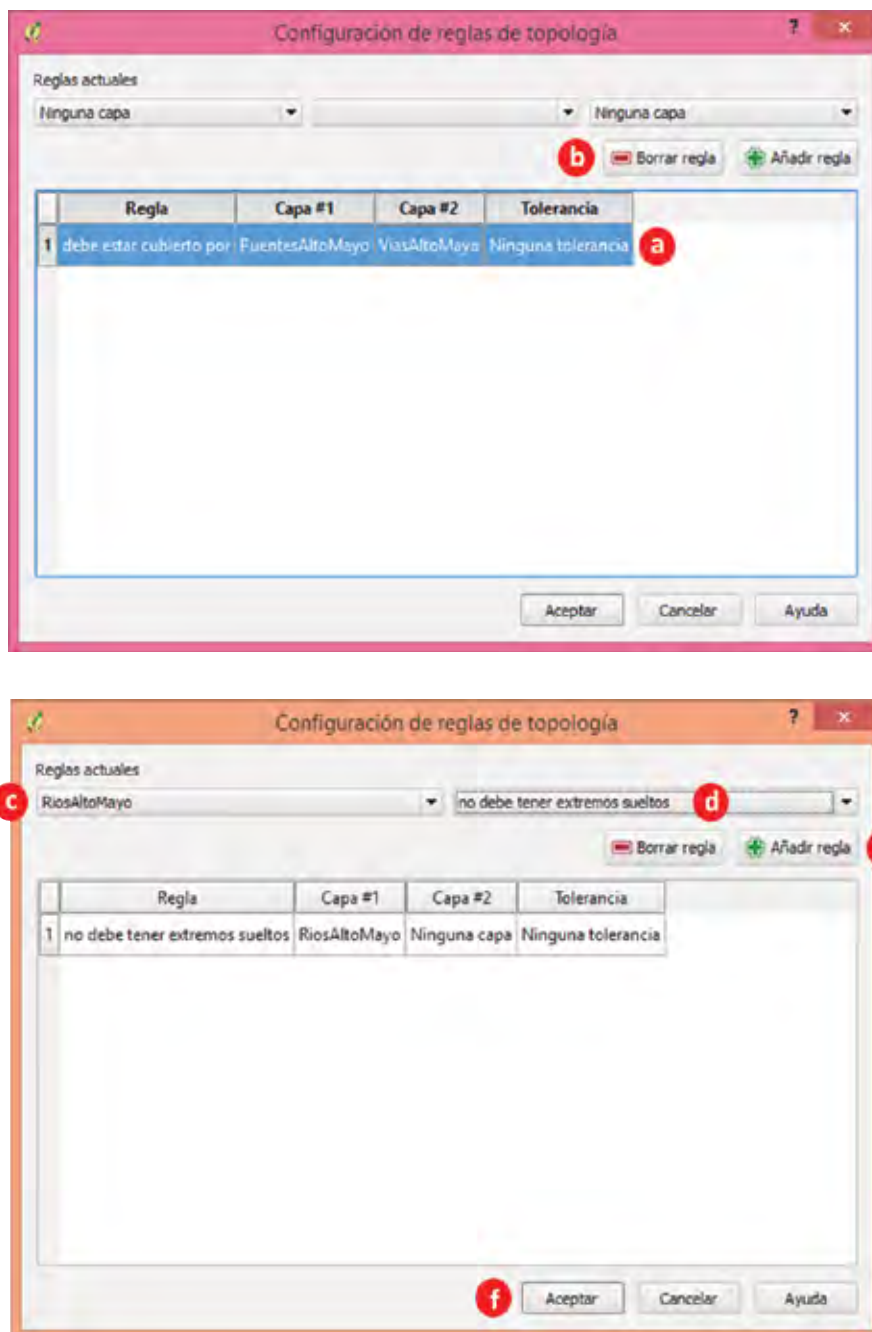 Configuración de reglas de topología ?
Reglas actuales
Ninguna capa Ninguna capa
b Borrar regla Añadir regla
Regla Capa #1 Capa #2 Tolerancia
1 debe estar cubierto por FuentesAltoMayo ViasAltoMayo Ninguna tolerancia a
Aceptar Cancelar Ayuda
Configuración de reglas de topología ?
Reglas actuales
c RiosAltoMayo no debe tener extremos sueltos d
Borrar regla Añadir regla
Regla Capa #1 Capa #2 Tolerancia
1 no debe tener extremos sueltos RiosAltoMayo Ninguna capa Ninguna tolerancia
f Aceptar Cancelar Ayuda